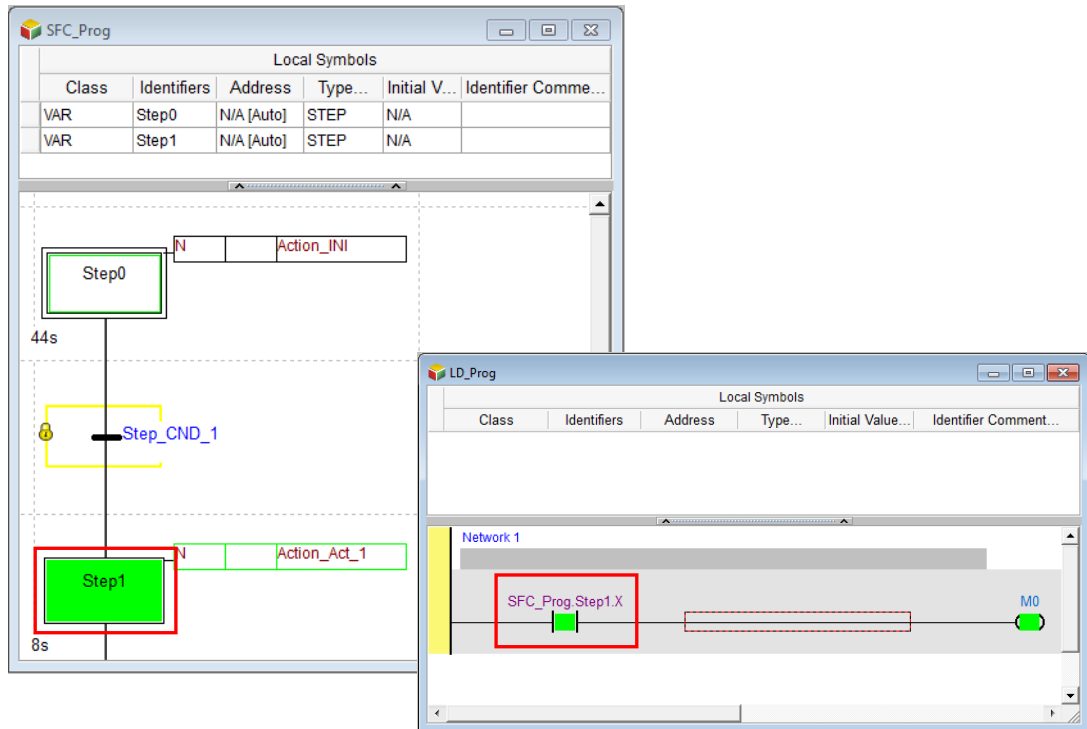 SFC_Prog
Local Symbols
Class Identifiers Address Type... Initial V... Identifier Comme...
VAR Step0 N/A [Auto] STEP N/A
VAR Step1 N/A [Auto] STEP N/A
N Action_INI
Step0
44s
Step_CND_1
N Action_Act_1
Step1
8s
LD_Prog
Local Symbols
Class Identifiers Address Type... Initial Value... Identifier Comment...
Network 1
SFC_Prog.Step1.X M0